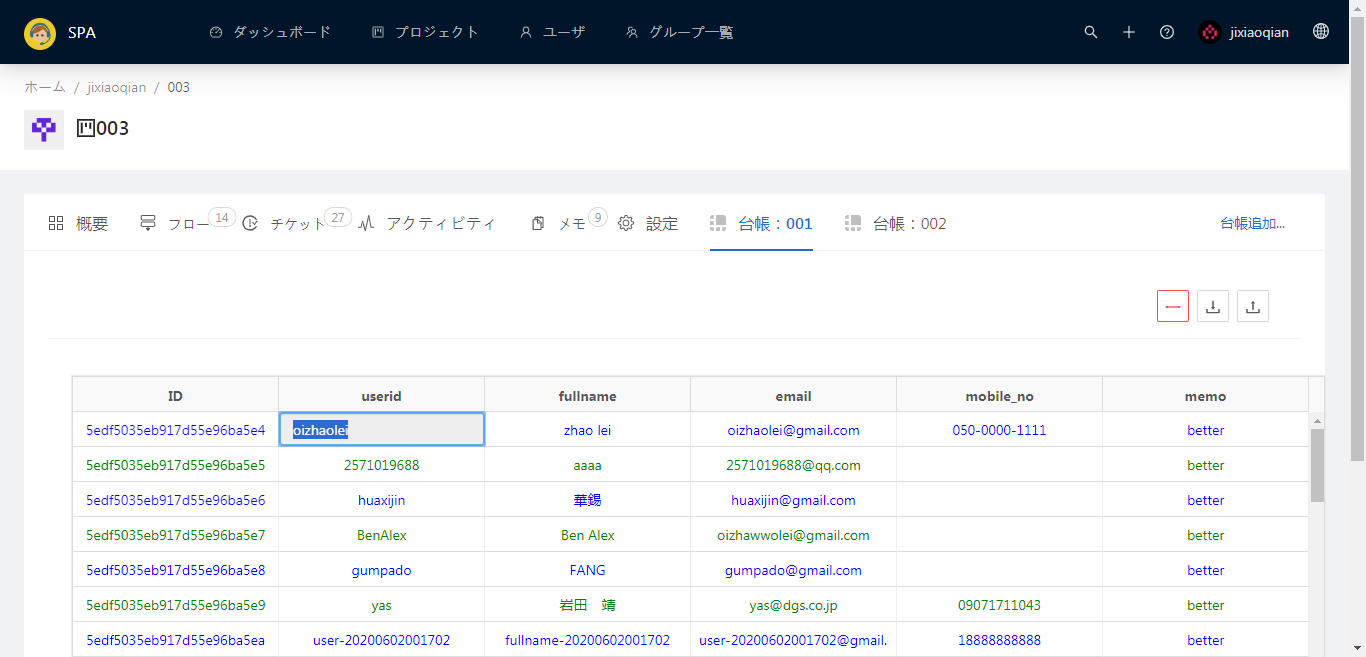 SPA ダッシュボード プロジェクト ユーザ グループ一覧 jixiaoqian
ホーム / jixiaoqian / 003
003
概要 フロー 14 チケット 27 アクティビティ メモ 9 設定 台帳：001 台帳：002 台帳追加...
ID userid fullname email mobile_no memo
5edf5035eb917d55e96ba5e4 oizhaolei zhao lei oizhaolei@gmail.com 050-0000-1111 better
5edf5035eb917d55e96ba5e5 2571019688 aaaa 2571019688@qq.com better
5edf5035eb917d55e96ba5e6 huaxijin 華錫 huaxijin@gmail.com better
5edf5035eb917d55e96ba5e7 BenAlex Ben Alex oizhawwolei@gmail.com better
5edf5035eb917d55e96ba5e8 gumpado FANG gumpado@gmail.com better
5edf5035eb917d55e96ba5e9 yas 岩田　靖 yas@dgs.co.jp 09071711043 better
5edf5035eb917d55e96ba5ea user-20200602001702 fullname-20200602001702 user-20200602001702@gmail. 18888888888 better